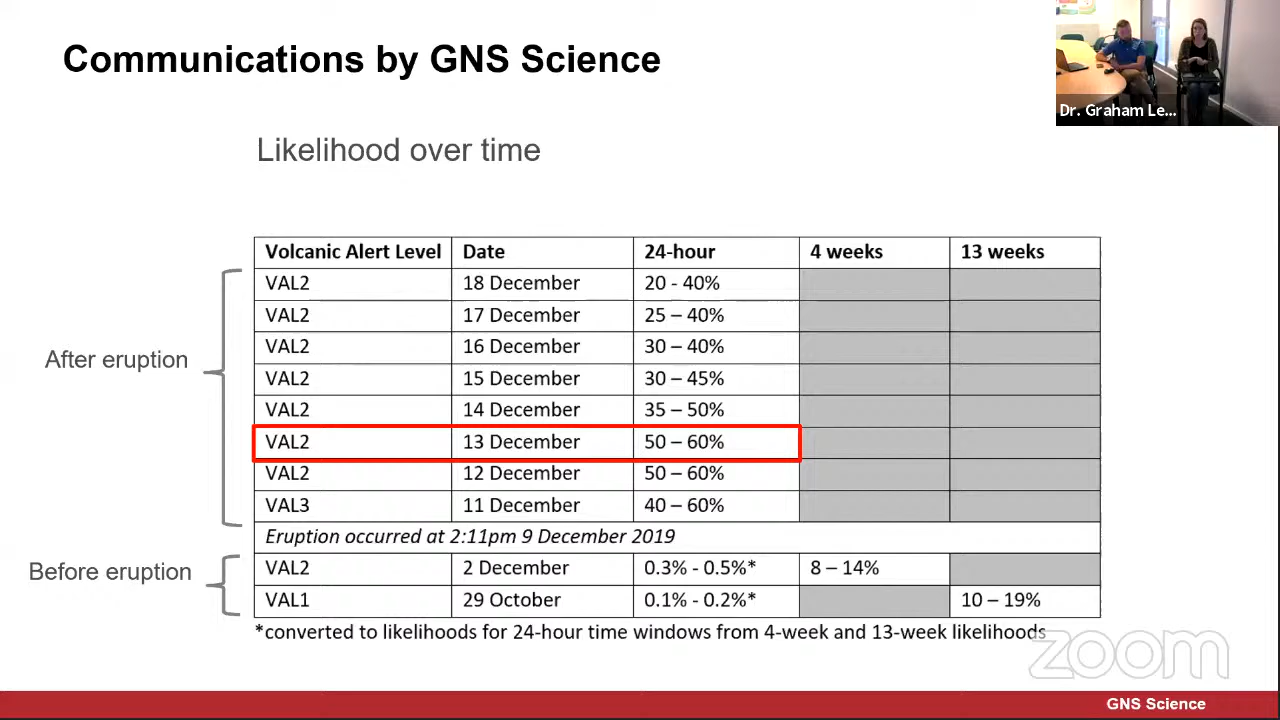 Communications by GNS Science
Dr. Graham Le...
Likelihood over time
Volcanic Alert Level Date 24-hour 4 weeks 13 weeks
After eruption
VAL2 18 December 20 - 40%
VAL2 17 December 25 – 40%
VAL2 16 December 30 – 40%
VAL2 15 December 30 – 45%
VAL2 14 December 35 – 50%
VAL2 13 December 50 – 60%
VAL2 12 December 50 – 60%
VAL3 11 December 40 – 60%
Eruption occurred at 2:11pm 9 December 2019
Before eruption
VAL2 2 December 0.3% - 0.5%* 8 – 14%
VAL1 29 October 0.1% - 0.2%* 10 – 19%
*converted to likelihoods for 24-hour time windows from 4-week and 13-week likelihoods
zoom
GNS Science